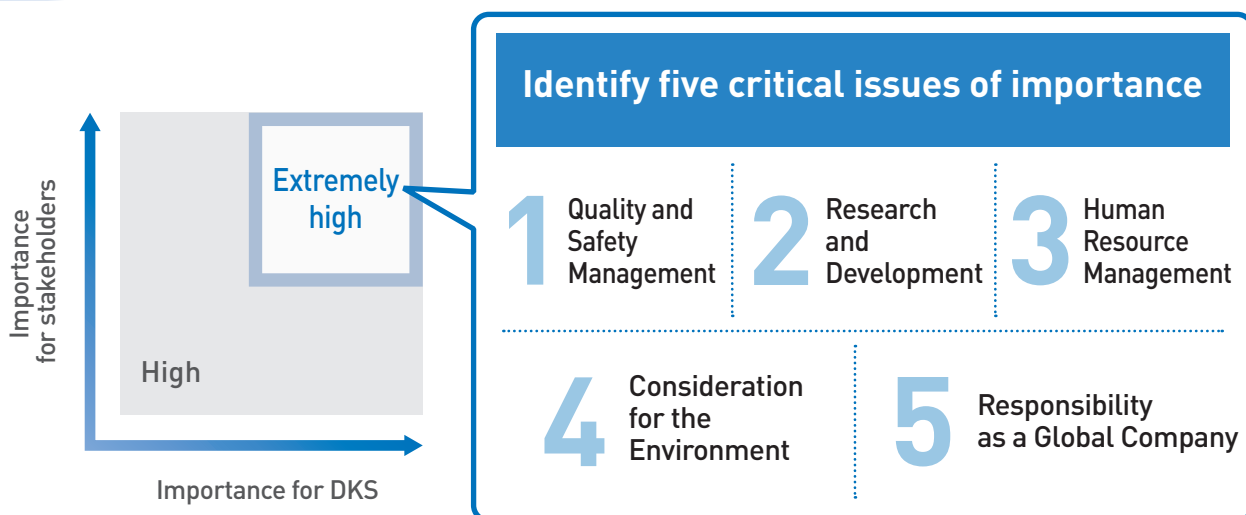 Identify five critical issues of importance
Importance
for stakeholders
Extremely
high
High
Importance for DKS
1
Quality and
Safety
Management
2
Research
and
Development
3
Human
Resource
Management
4
Consideration
for the
Environment
5
Responsibility
as a Global Company